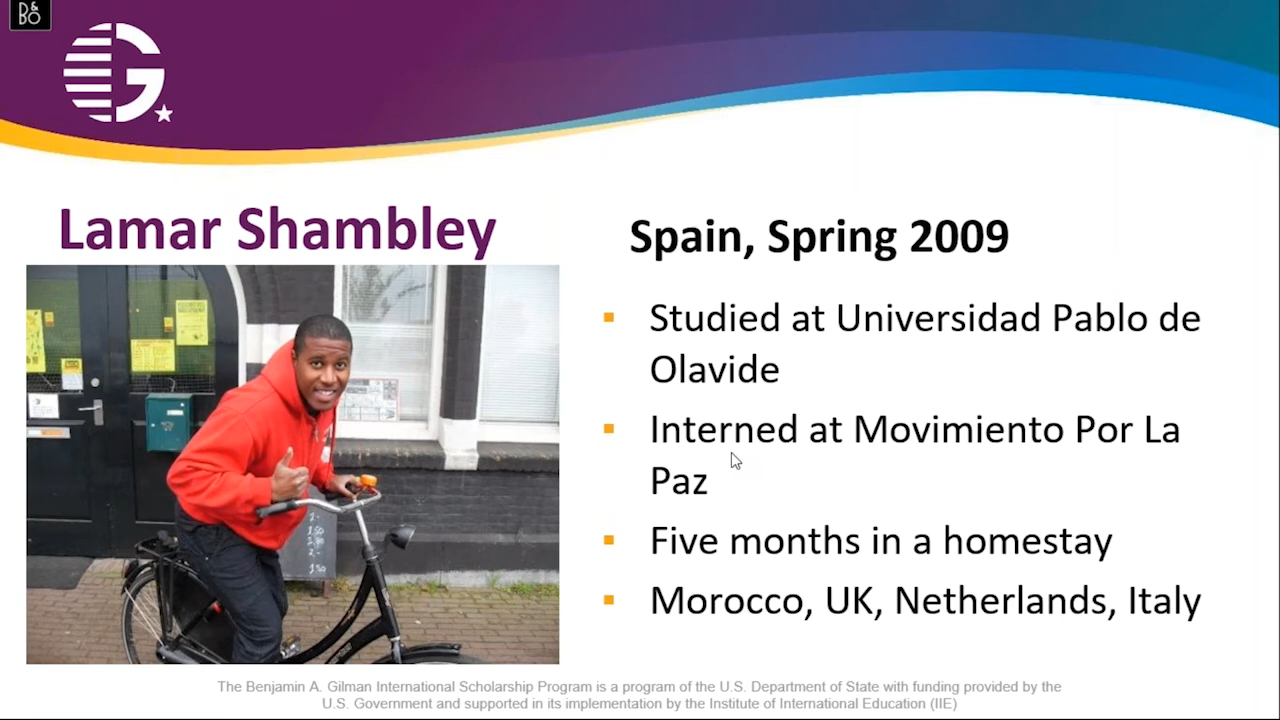 B&O
G
Lamar Shambley
Spain, Spring 2009
Studied at Universidad Pablo de
Olavide
Interned at Movimiento Por La
Paz
Five months in a homestay
Morocco, UK, Netherlands, Italy
The Benjamin A. Gilman International Scholarship Program is a program of the U.S. Department of State with funding provided by the
U.S. Government and supported in its implementation by the Institute of International Education (IIE)